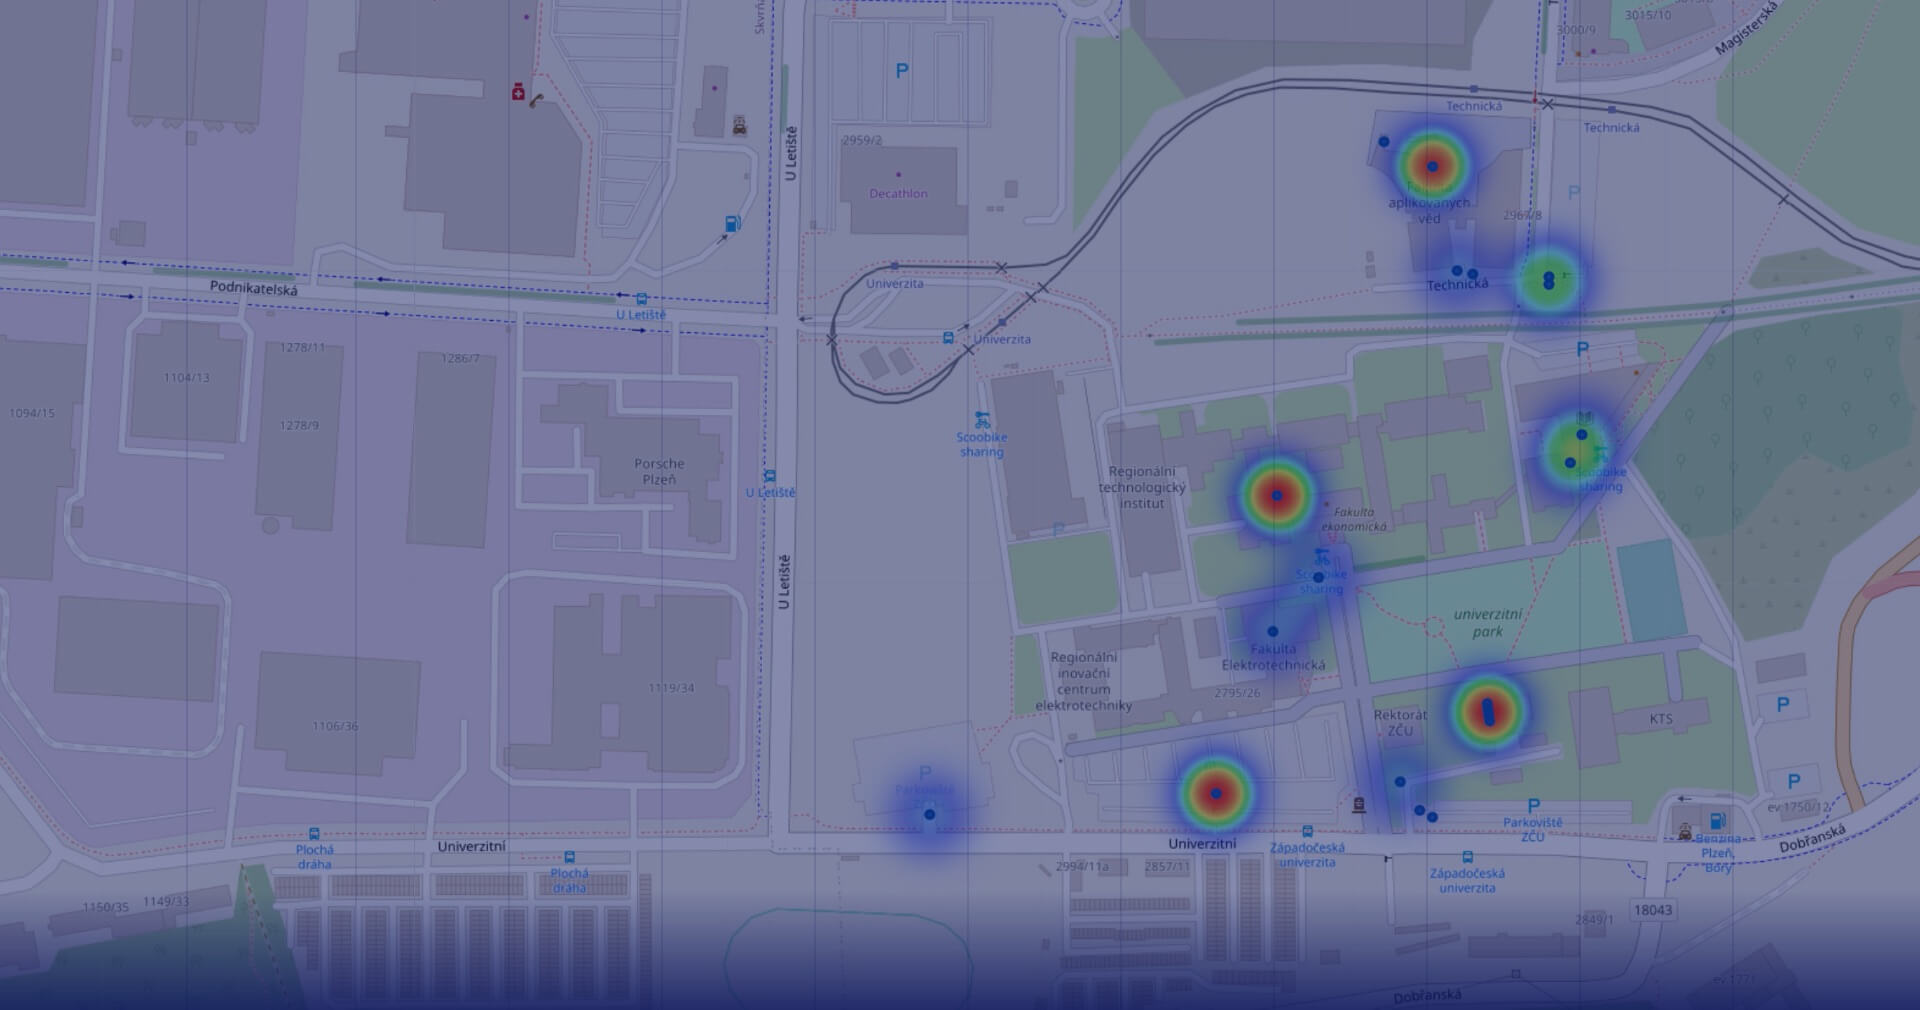 Magisterská
3015/10
3000/9
P
Technická
Technická
U Letiště
2959/2
Decathlon
aplikovaných
věd
2969/8
P
Univerzita
Podnikatelská
U Letiště
Univerzita
Technická
P
1278/11
1286/7
1104/13
1094/15
1278/9
Scoobike
sharing
Porsche
Plzeň
U Letiště
Regionální
technologický
institut
Scoobike
sharing
Fakulta
ekonomická
P
U Letiště
Scoobike
sharing
univerzitní
park
Fakulta
Elektrotechnická
Regionální
inovační
centrum
elektrotechniky
2795/26
1119/34
1106/36
Rektorát
ZČU
KTS
P
P
Parkoviště
ZČU
P
P
Parkoviště
ZČU
ev.1750/12
Plochá
dráha
Univerzitní
Plochá
dráha
Univerzitní
Západočeská
univerzita
Západočeská
univerzita
Benzina
Plzeň,
Bory
Dobřanská
2994/11a
2857/11
1150/35
1149/33
18043
2849/1
ev.1771
Dobřanská